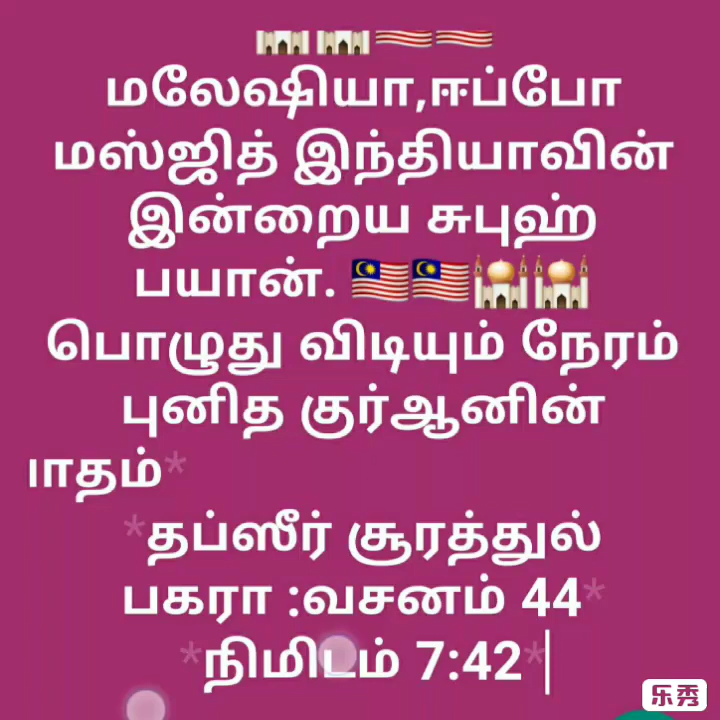 மலேஷியா,ஈப்போ
மஸ்ஜித் இந்தியாவின்
இன்றைய சுபுஹ்
பயான். 🇲🇾🇲🇾🕌🕌
பொழுது விடியும் நேரம்
புனித குர்ஆனின்
ாதம்*
*தப்ஸீர் சூரத்துல்
பகரா :வசனம் 44*
*நிமிடம் 7:42*
乐秀